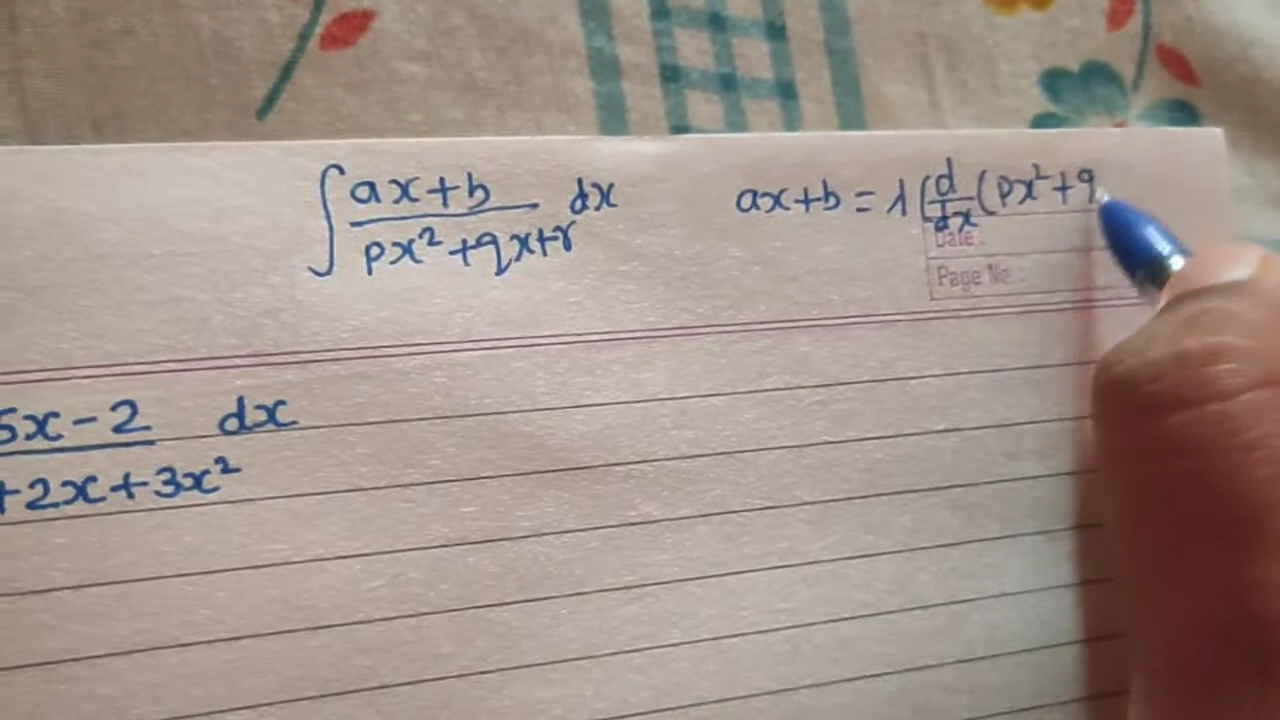 ∫ ax+b / px²+qx+r dx
ax+b = λ [d/dx (px²+q
Date :
Page No. :
5x-2 dx
+2x+3x²